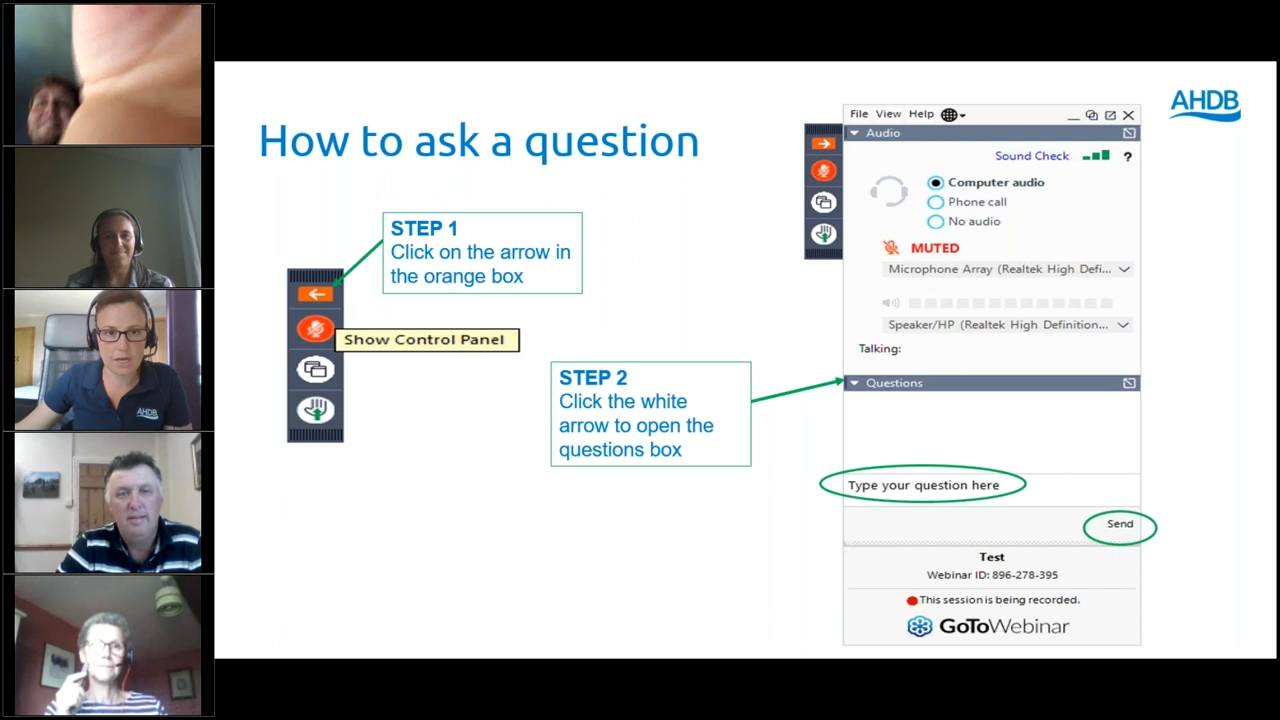 How to ask a question
AHDB
STEP 1
Click on the arrow in
the orange box
Show Control Panel
STEP 2
Click the white
arrow to open the
questions box
File View Help
Audio
Sound Check ?
Computer audio
Phone call
No audio
MUTED
Microphone Array (Realtek High Defi...
Speaker/HP (Realtek High Definition...
Talking:
Questions
Type your question here
Send
Test
Webinar ID: 896-278-395
This session is being recorded.
GoToWebinar
AHDB